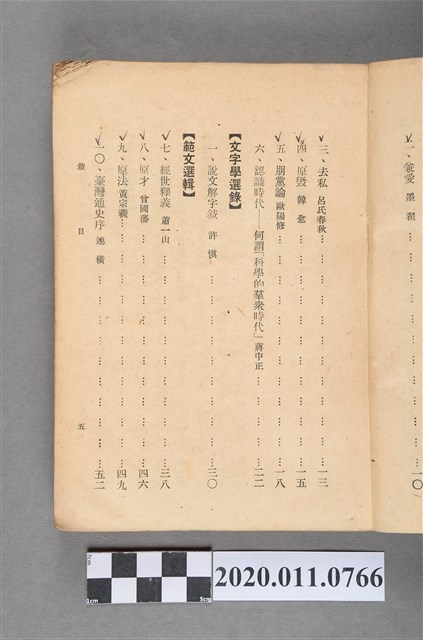 二、兼愛 墨翟……………一〇
三、去私 呂氏春秋……………一三
四、原毀 韓愈……………一五
五、朋黨論 歐陽修……………一八
六、認識時代——何謂「科學的羣衆時代」 蔣中正……………二二
【文字學選錄】
一、說文解字敍 許慎……………三〇
【範文選輯】
七、經世釋義 蕭一山……………三八
八、原才 曾國藩……………四六
九、原法 黃宗羲……………四九
一〇、臺灣通史序 連橫……………五二
目 錄
五
2cm
0cm
5cm
2020.011.0766